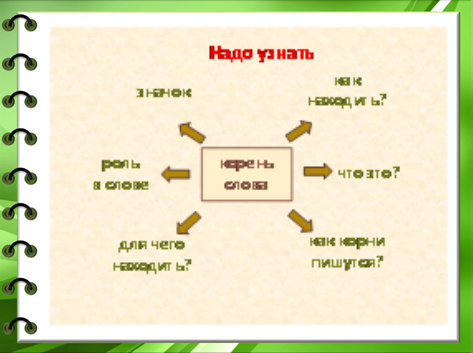 Надо узнать
значок
как
находить?
роль
в слове
корень
слова
что это?
для чего
находить?
как корни
пишутся?